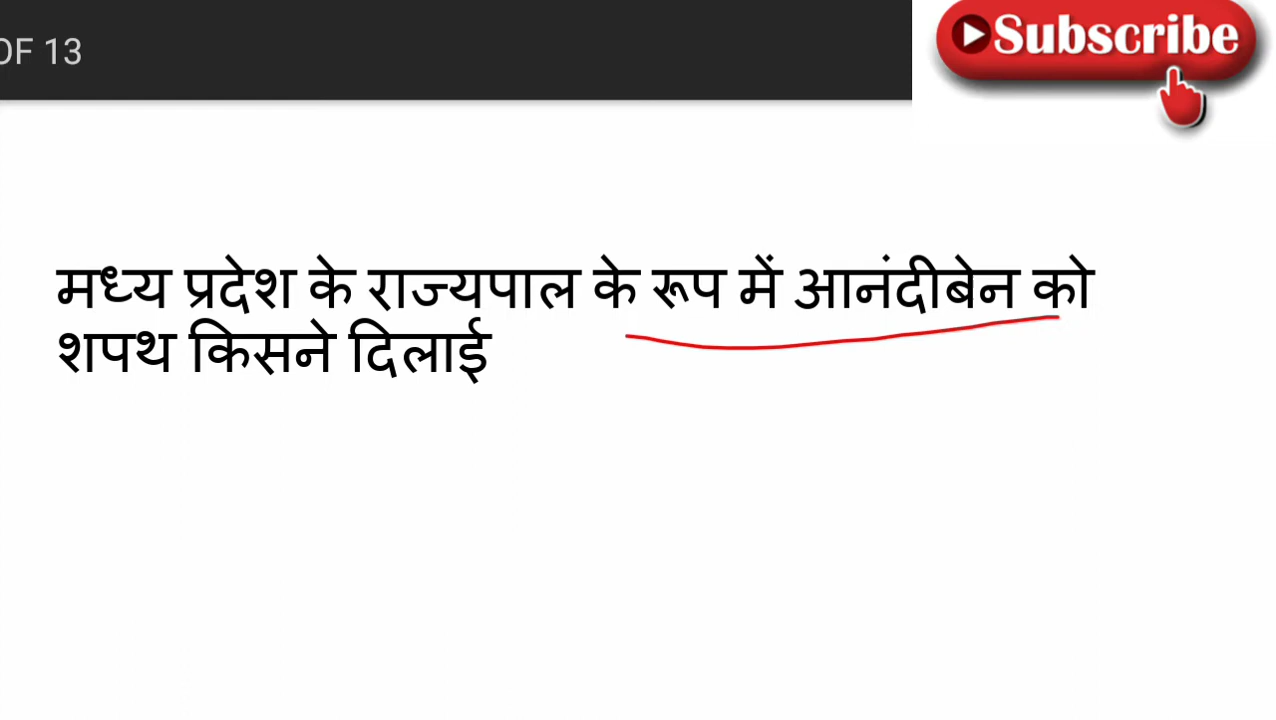 OF 13
Subscribe
मध्य प्रदेश के राज्यपाल के रूप में आनंदीबेन को
शपथ किसने दिलाई